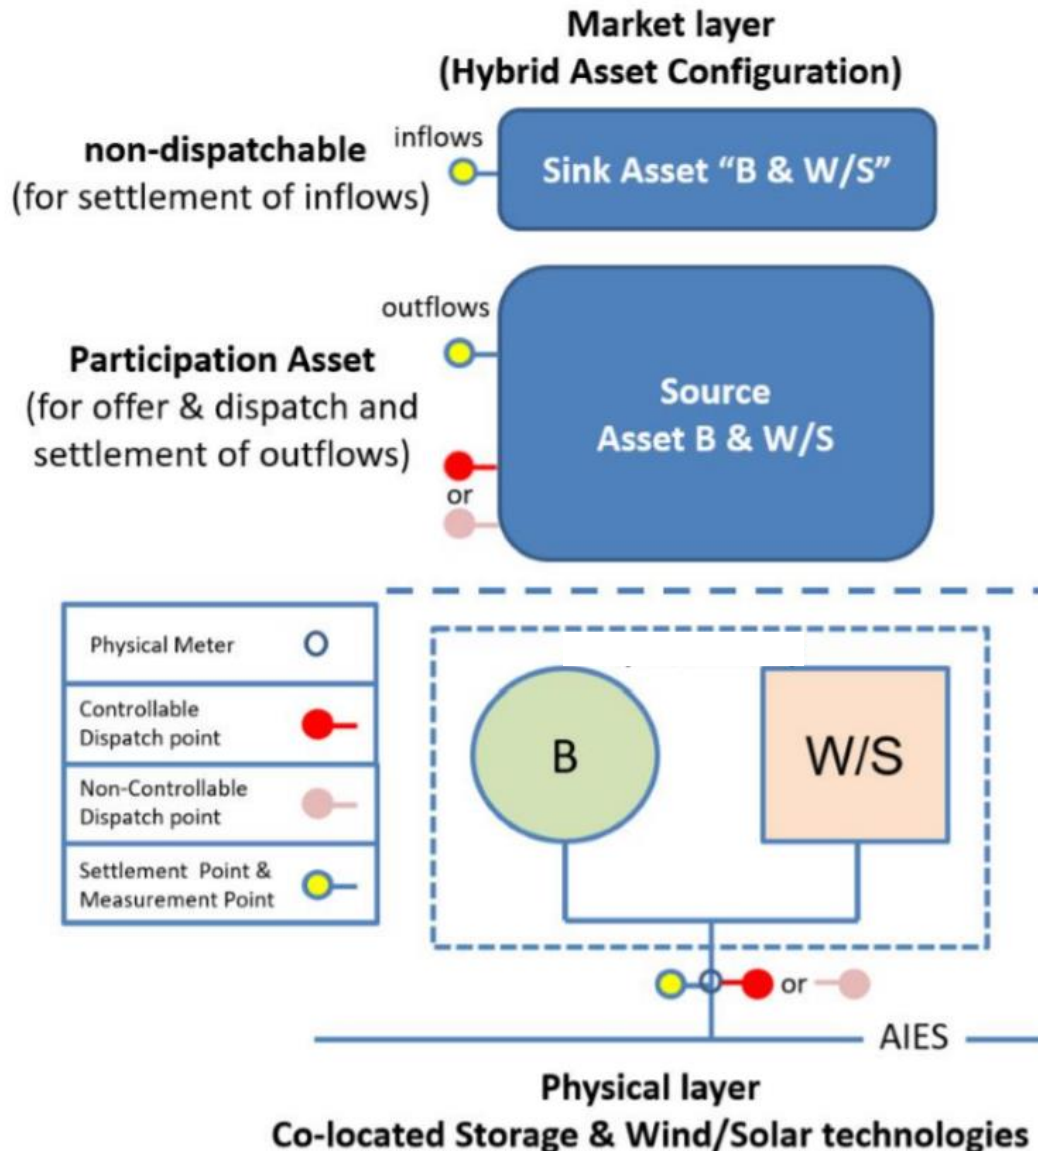 Market layer
(Hybrid Asset Configuration)
non-dispatchable
(for settlement of inflows)
inflows
Sink Asset “B & W/S”
outflows
Participation Asset
(for offer & dispatch and
settlement of outflows)
or
Source
Asset B & W/S
Physical Meter
Controllable
Dispatch point
Non-Controllable
Dispatch point
Settlement Point &
Measurement Point
B
W/S
or
AIES
Physical layer
Co-located Storage & Wind/Solar technologies